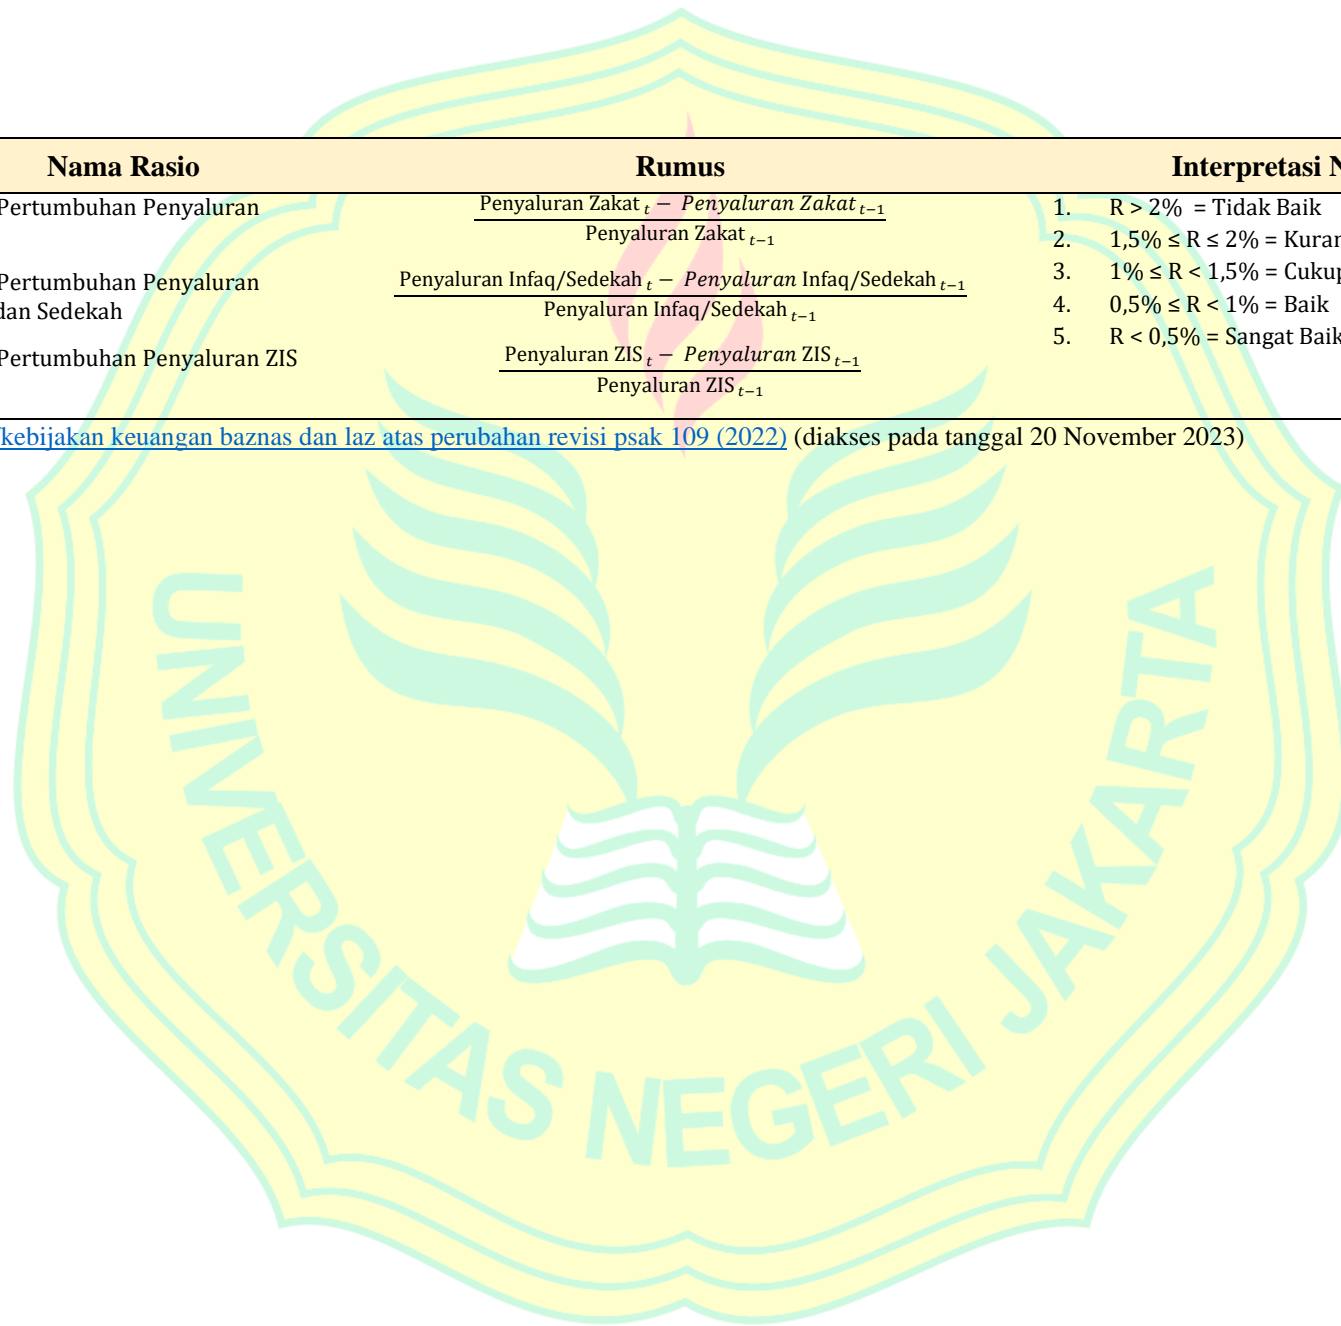 Nama Rasio Rumus Interpretasi N
Pertumbuhan Penyaluran
Penyaluran Zakat t − Penyaluran Zakat t−1
Penyaluran Zakat t−1
Pertumbuhan Penyaluran
dan Sedekah
Penyaluran Infaq/Sedekah t − Penyaluran Infaq/Sedekah t−1
Penyaluran Infaq/Sedekah t−1
Pertumbuhan Penyaluran ZIS
Penyaluran ZIS t − Penyaluran ZIS t−1
Penyaluran ZIS t−1
1. R > 2% = Tidak Baik
2. 1,5% ≤ R ≤ 2% = Kuran
3. 1% ≤ R < 1,5% = Cukup
4. 0,5% ≤ R < 1% = Baik
5. R < 0,5% = Sangat Baik
/kebijakan keuangan baznas dan laz atas perubahan revisi psak 109 (2022) (diakses pada tanggal 20 November 2023)
UNIVERSITAS NEGERI JAKARTA